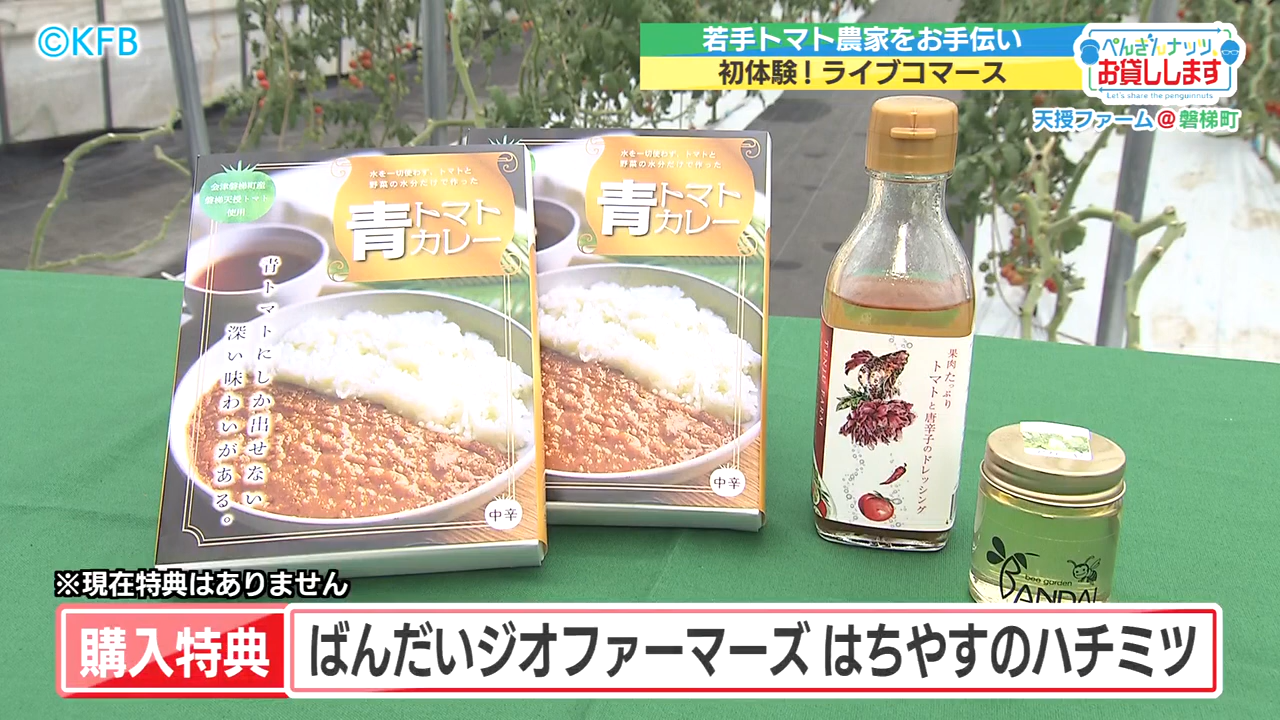 ©KFB
若手トマト農家をお手伝い
初体験！ライブコマース
ぺんぎんナッツ
お貸しします
Let's share the penguinnuts
天授ファーム@磐梯町
会津磐梯町産
磐梯天授トマト
使用
水を一切使わず、トマトと
野菜の水分だけで作った
青トマトカレー
青トマトにしか出せない
深い味わいがある。
中辛
水を一切使わず、トマトと
野菜の水分だけで作った
青トマトカレー
中辛
果肉たっぷり
トマトと唐辛子のドレッシング
bee garden
BANDAI
※現在特典はありません
購入特典
ばんだいジオファーマーズ はちやすのハチミツ